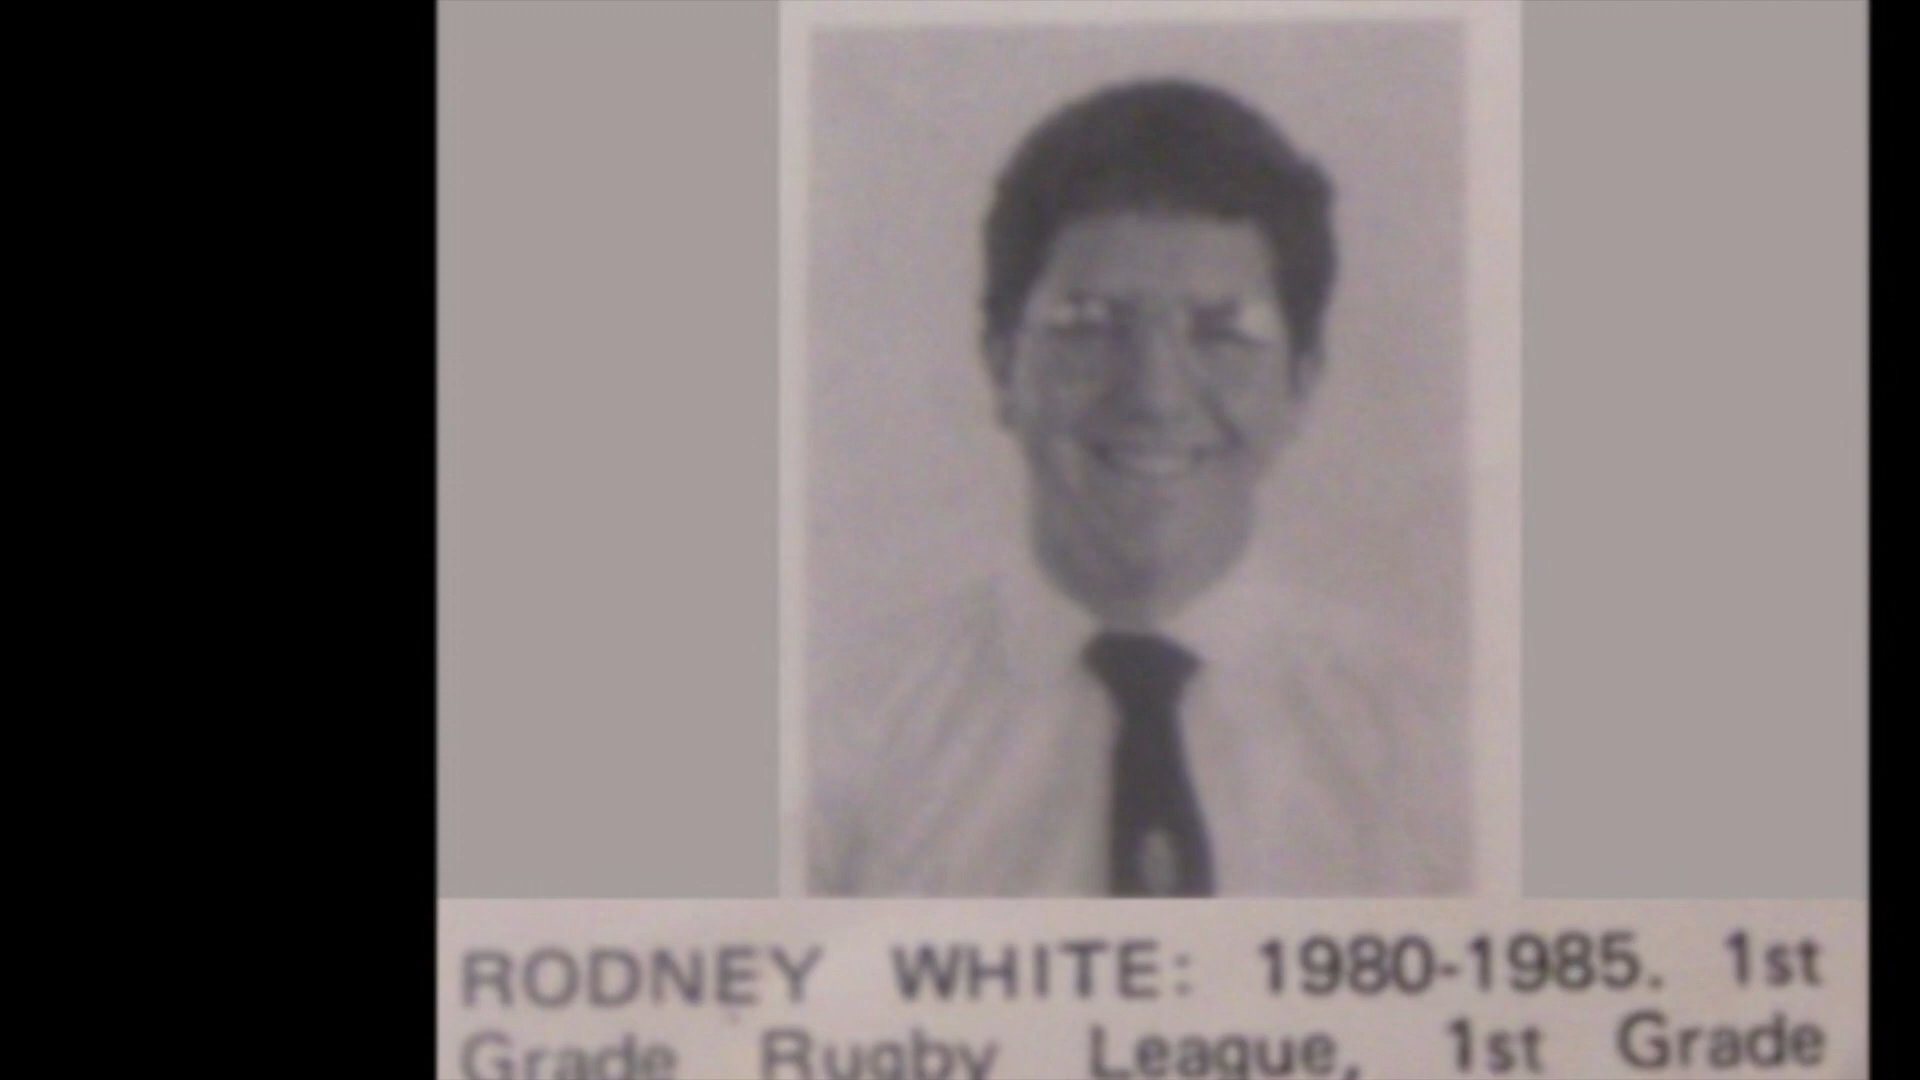 RODNEY WHITE: 1980-1985. 1st
Grade Rugby League, 1st Grade